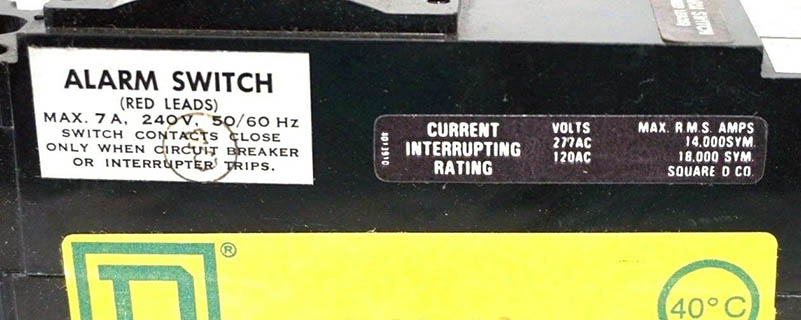 ALARM SWITCH
(RED LEADS)
MAX. 7 A, 240 V, 50/60 Hz
SWITCH CONTACTS CLOSE
ONLY WHEN CIRCUIT BREAKER
OR INTERRUPTER TRIPS.
CURRENT
INTERRUPTING
RATING
VOLTS MAX. R.M.S. AMPS
277AC 14,000SYM.
120AC 18,000 SYM.
SQUARE D CO.
D ®
40°C